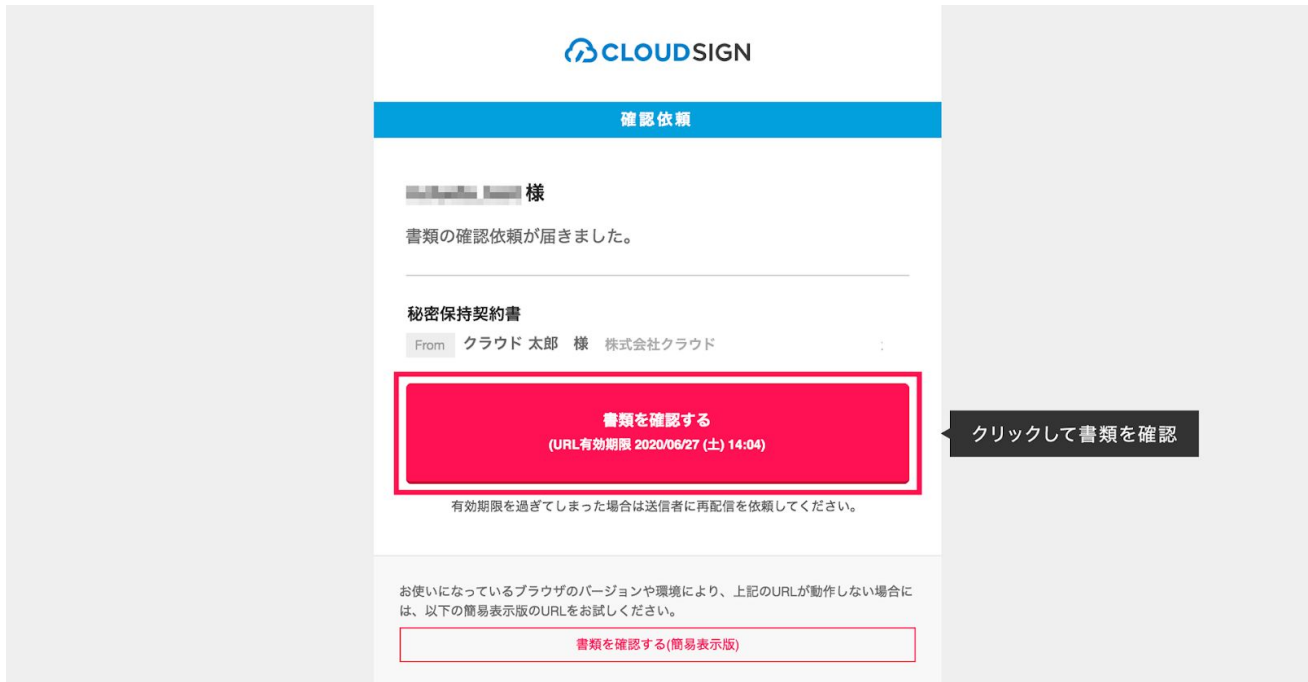 CLOUDSIGN
確認依頼
様
書類の確認依頼が届きました。
秘密保持契約書
From クラウド 太郎 様 株式会社クラウド
書類を確認する
(URL有効期限 2020/06/27 (土) 14:04)
クリックして書類を確認
有効期限を過ぎてしまった場合は送信者に再配信を依頼してください。
お使いになっているブラウザのバージョンや環境により、上記のURLが動作しない場合に
は、以下の簡易表示版のURLをお試しください。
書類を確認する(簡易表示版)